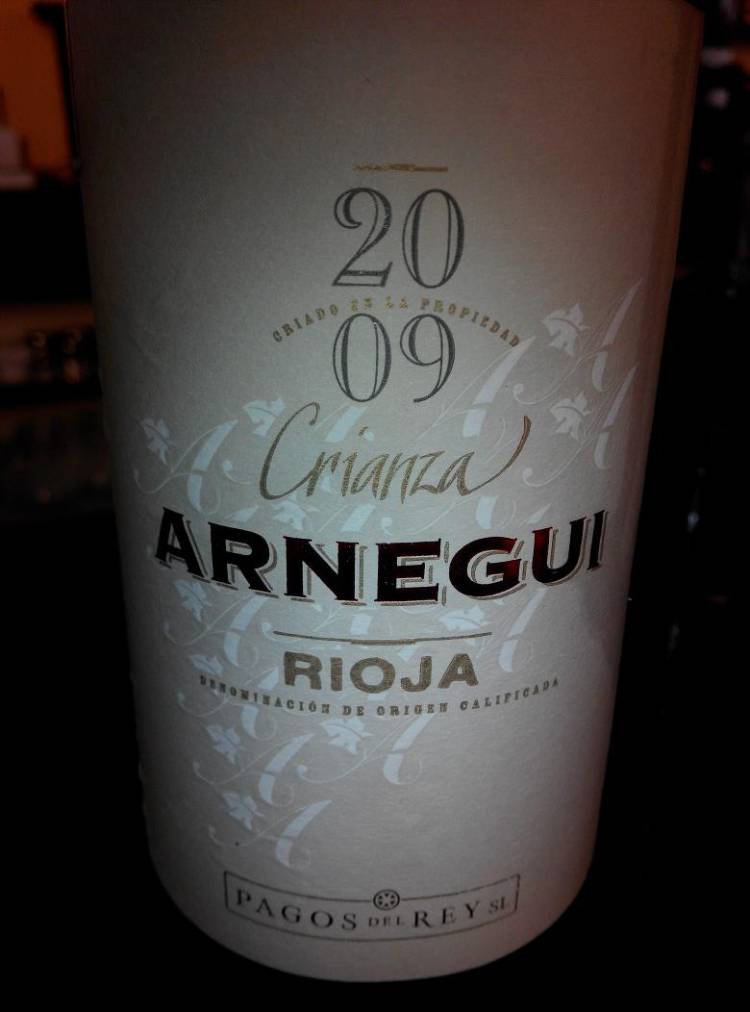 20
CRIADO EN LA PROPIEDAD
09
Crianza
ARNEGUI
RIOJA
DENOMINACIÓN DE ORIGEN CALIFICADA
PAGOS DEL REY SL